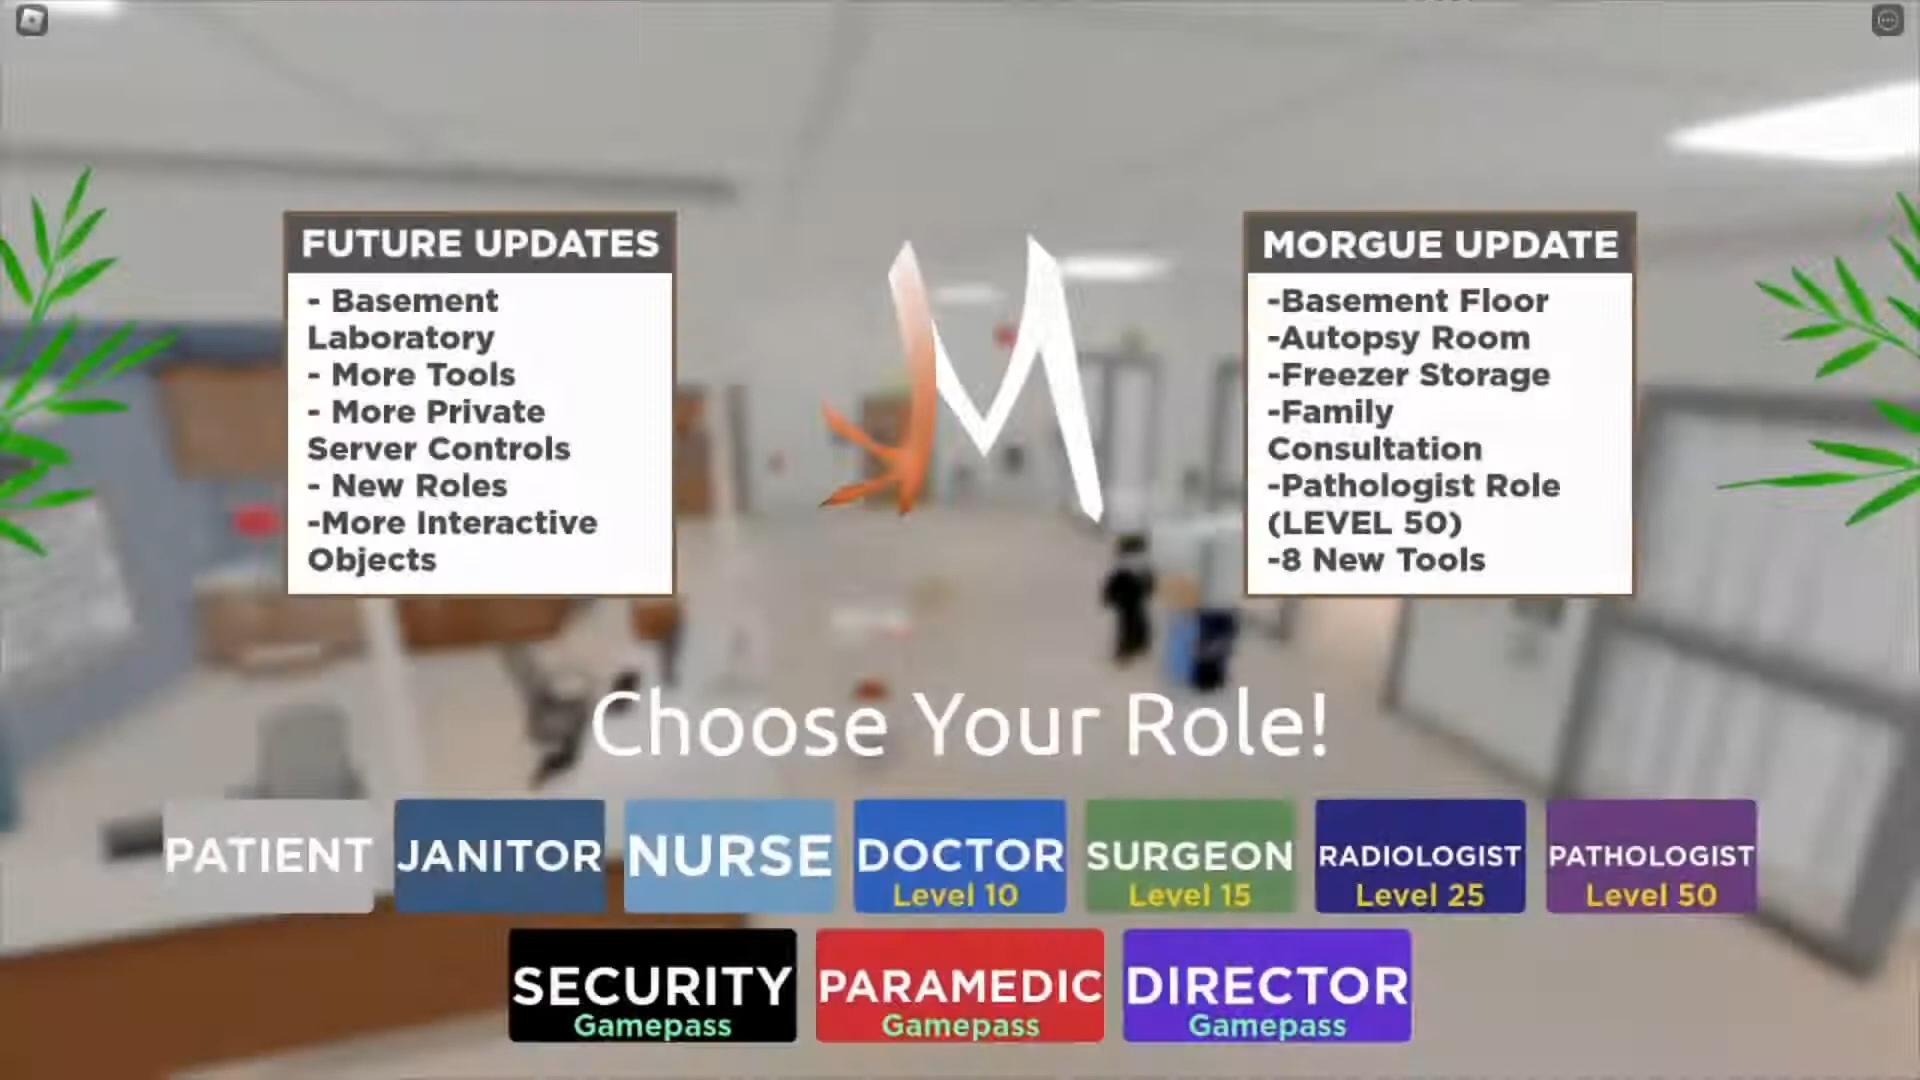 FUTURE UPDATES
- Basement
Laboratory
- More Tools
- More Private
Server Controls
- New Roles
-More Interactive
Objects
MORGUE UPDATE
-Basement Floor
-Autopsy Room
-Freezer Storage
-Family
Consultation
-Pathologist Role
(LEVEL 50)
-8 New Tools
Choose Your Role!
PATIENT
JANITOR
NURSE
DOCTOR
Level 10
SURGEON
Level 15
RADIOLOGIST
Level 25
PATHOLOGIST
Level 50
SECURITY
Gamepass
PARAMEDIC
Gamepass
DIRECTOR
Gamepass